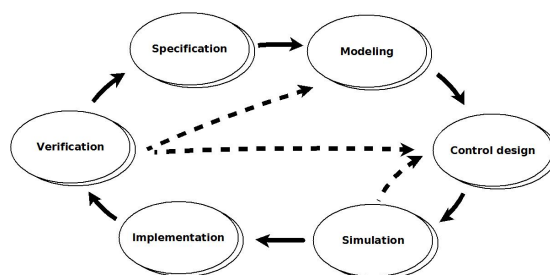 Specification
Modeling
Verification
Control design
Implementation
Simulation